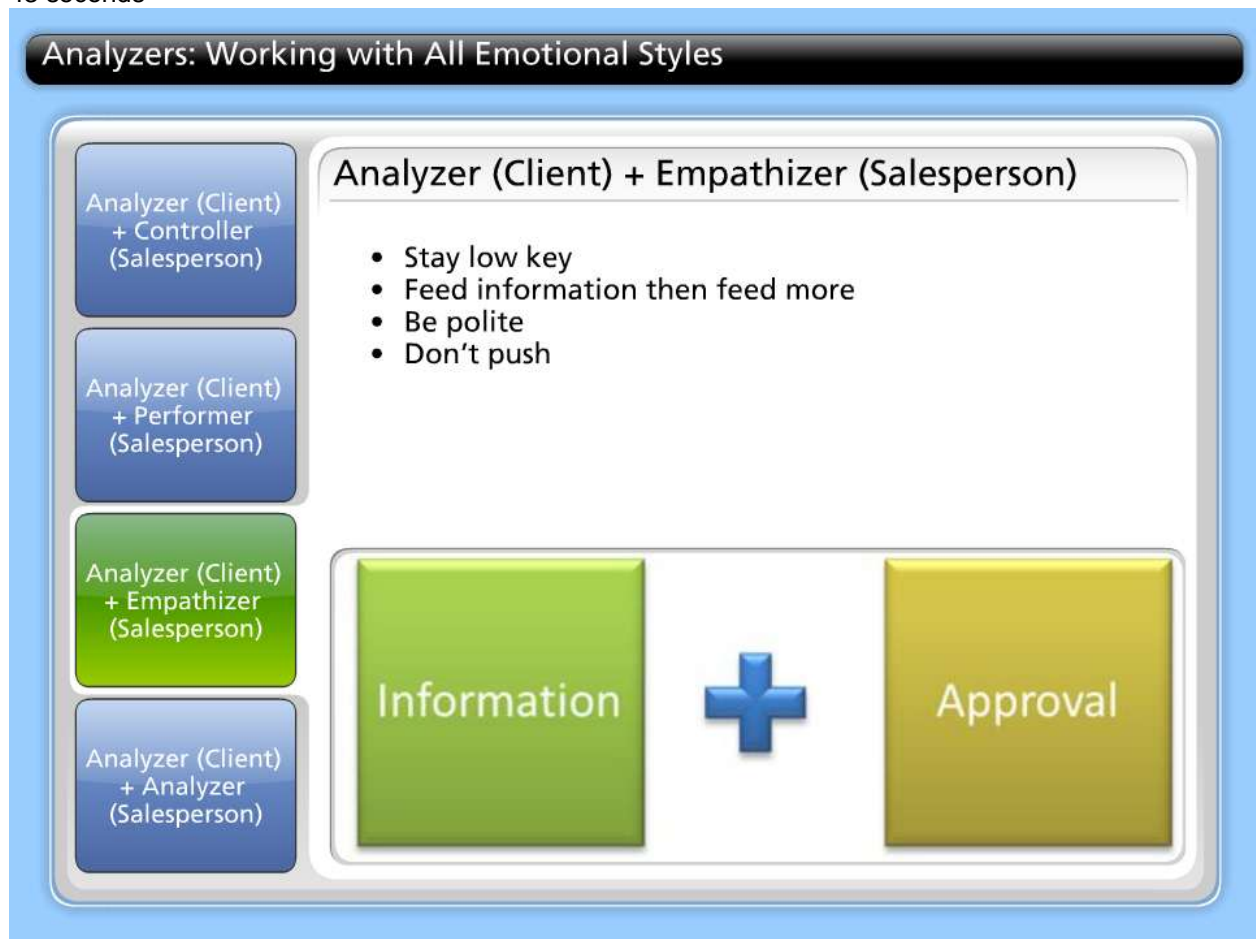 Analyzers: Working with All Emotional Styles
Analyzer (Client)
+ Controller
(Salesperson)
Analyzer (Client)
+ Performer
(Salesperson)
Analyzer (Client)
+ Empathizer
(Salesperson)
Analyzer (Client)
+ Analyzer
(Salesperson)
Analyzer (Client) + Empathizer (Salesperson)
• Stay low key
• Feed information then feed more
• Be polite
• Don't push
Information
Approval